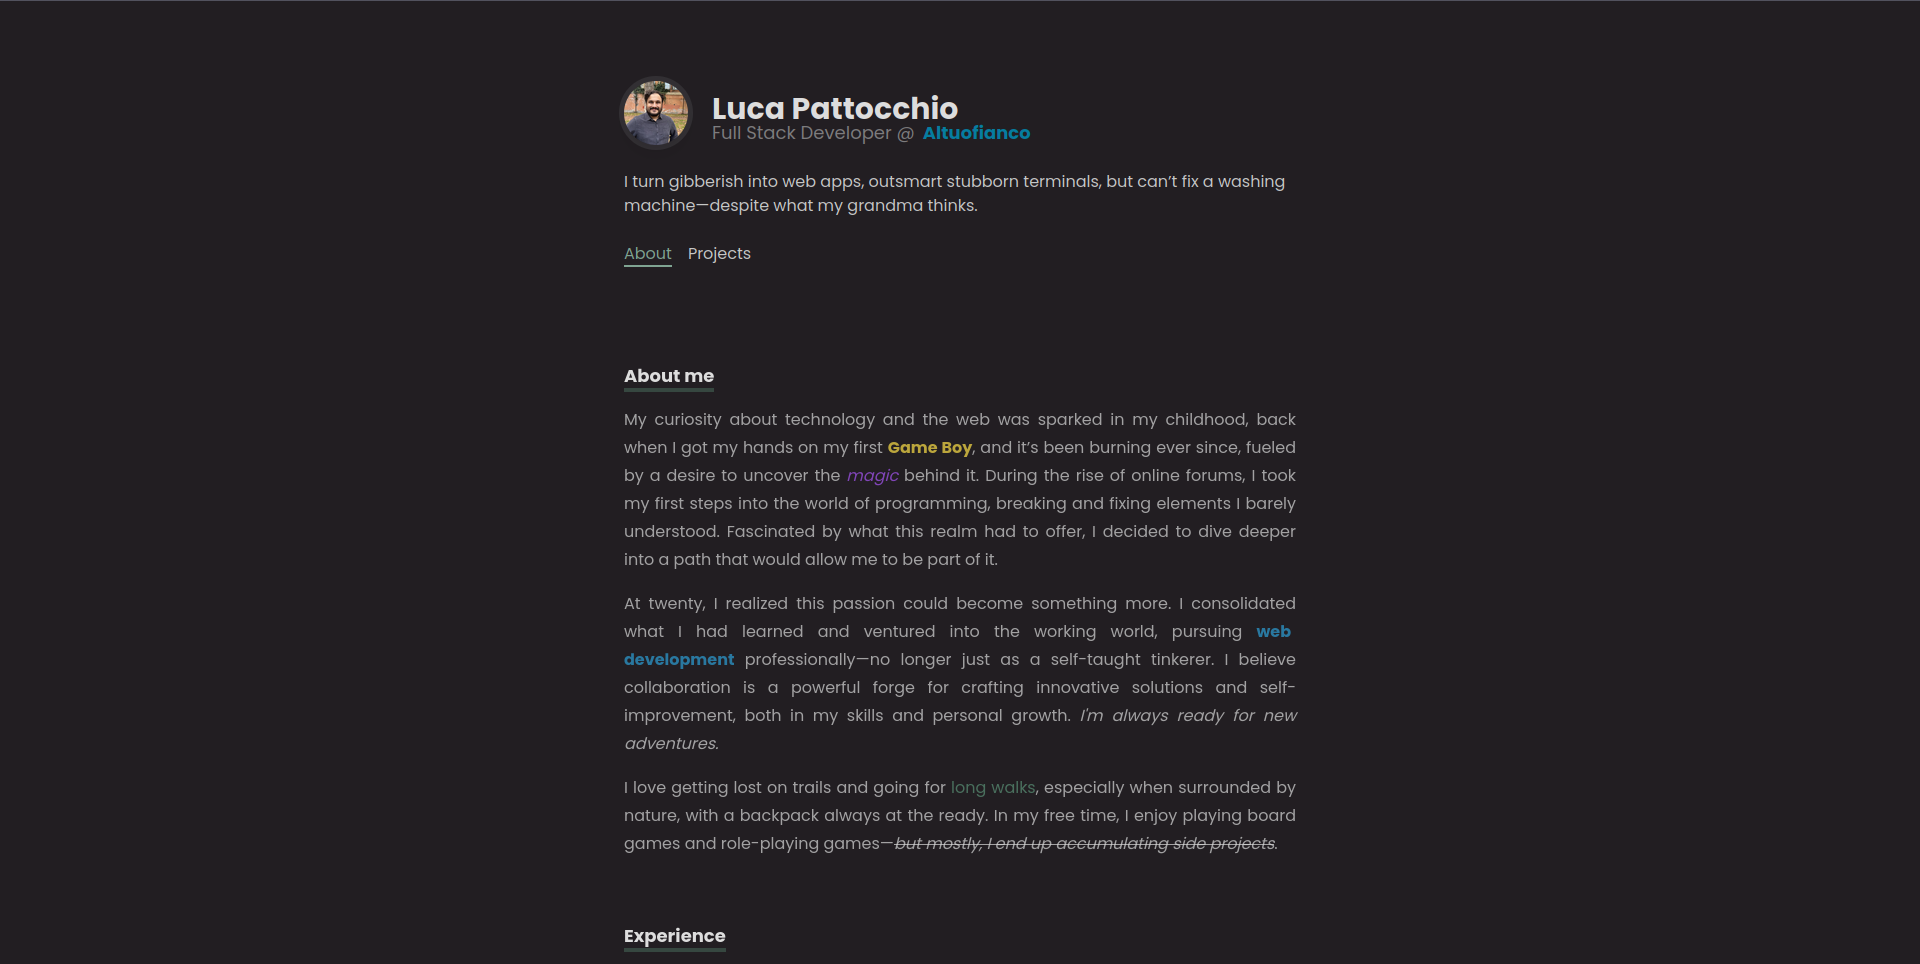 Luca Pattocchio
Full Stack Developer @ Altuofianco
I turn gibberish into web apps, outsmart stubborn terminals, but can’t fix a washing
machine—despite what my grandma thinks.
About Projects
About me
My curiosity about technology and the web was sparked in my childhood, back
when I got my hands on my first Game Boy, and it’s been burning ever since, fueled
by a desire to uncover the magic behind it. During the rise of online forums, I took
my first steps into the world of programming, breaking and fixing elements I barely
understood. Fascinated by what this realm had to offer, I decided to dive deeper
into a path that would allow me to be part of it.
At twenty, I realized this passion could become something more. I consolidated
what I had learned and ventured into the working world, pursuing web
development professionally—no longer just as a self-taught tinkerer. I believe
collaboration is a powerful forge for crafting innovative solutions and self-
improvement, both in my skills and personal growth. I'm always ready for new
adventures.
I love getting lost on trails and going for long walks, especially when surrounded by
nature, with a backpack always at the ready. In my free time, I enjoy playing board
games and role-playing games—but mostly, I end up accumulating side projects.
Experience